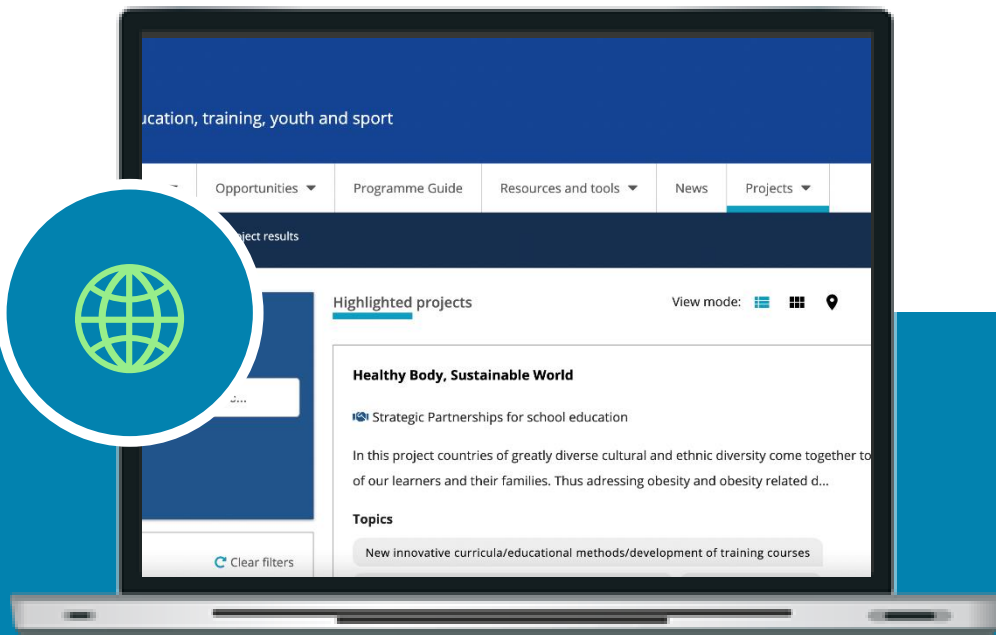 ucation, training, youth and sport
Opportunities
Programme Guide
Resources and tools
News
Projects
ject results
Highlighted projects
View mode:
Healthy Body, Sustainable World
Strategic Partnerships for school education
In this project countries of greatly diverse cultural and ethnic diversity come together to
of our learners and their families. Thus adressing obesity and obesity related d...
Topics
New innovative curricula/educational methods/development of training courses
Clear filters